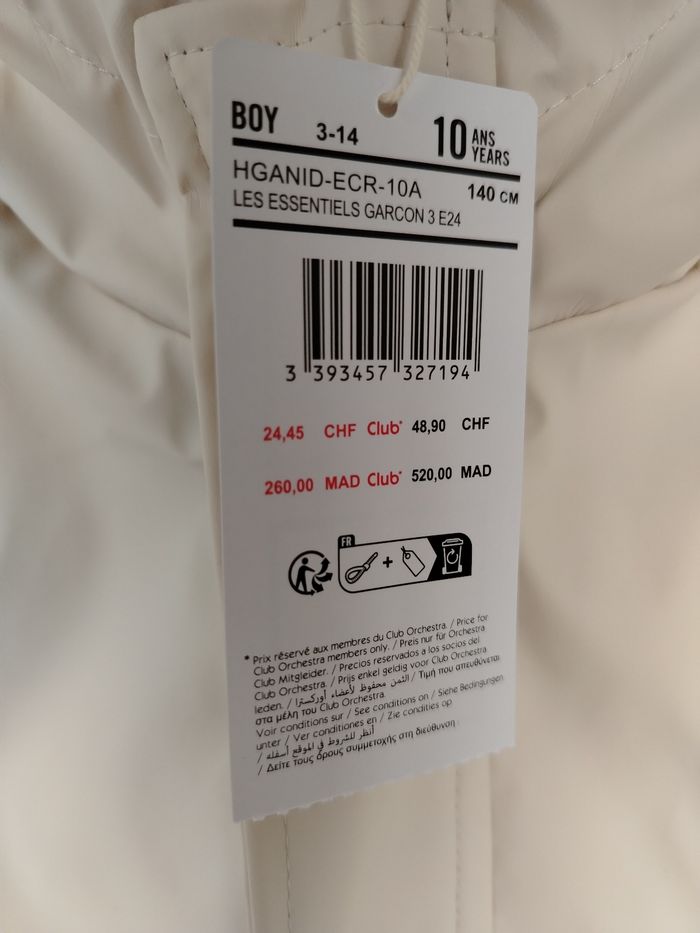 BOY 3-14 10 ANS YEARS
HGANID-ECR-10A 140 CM
LES ESSENTIELS GARCON 3 E24
3 393457 327194
24,45 CHF Club* 48,90 CHF
260,00 MAD Club* 520,00 MAD
FR
* Prix réservé aux membres du Club Orchestra. / Price for
Club Orchestra members only. / Preis nur für Orchestra
Club Mitglieder. / Precios reservados a los socios del
Club Orchestra. / Prijs enkel geldig voor Club Orchestra
leden. / الثمن محفوظ لأعضاء أوركسترا / Τιμή που απευθύνεται
στα μέλη του Club Orchestra.
Voir conditions sur / See conditions on / Siehe Bedingungen
unter / Ver condiciones en / Zie condities op
/ أنظر للشروط في الموقع أسفله
/ Δείτε τους όρους συμμετοχής στη διεύθυνση :